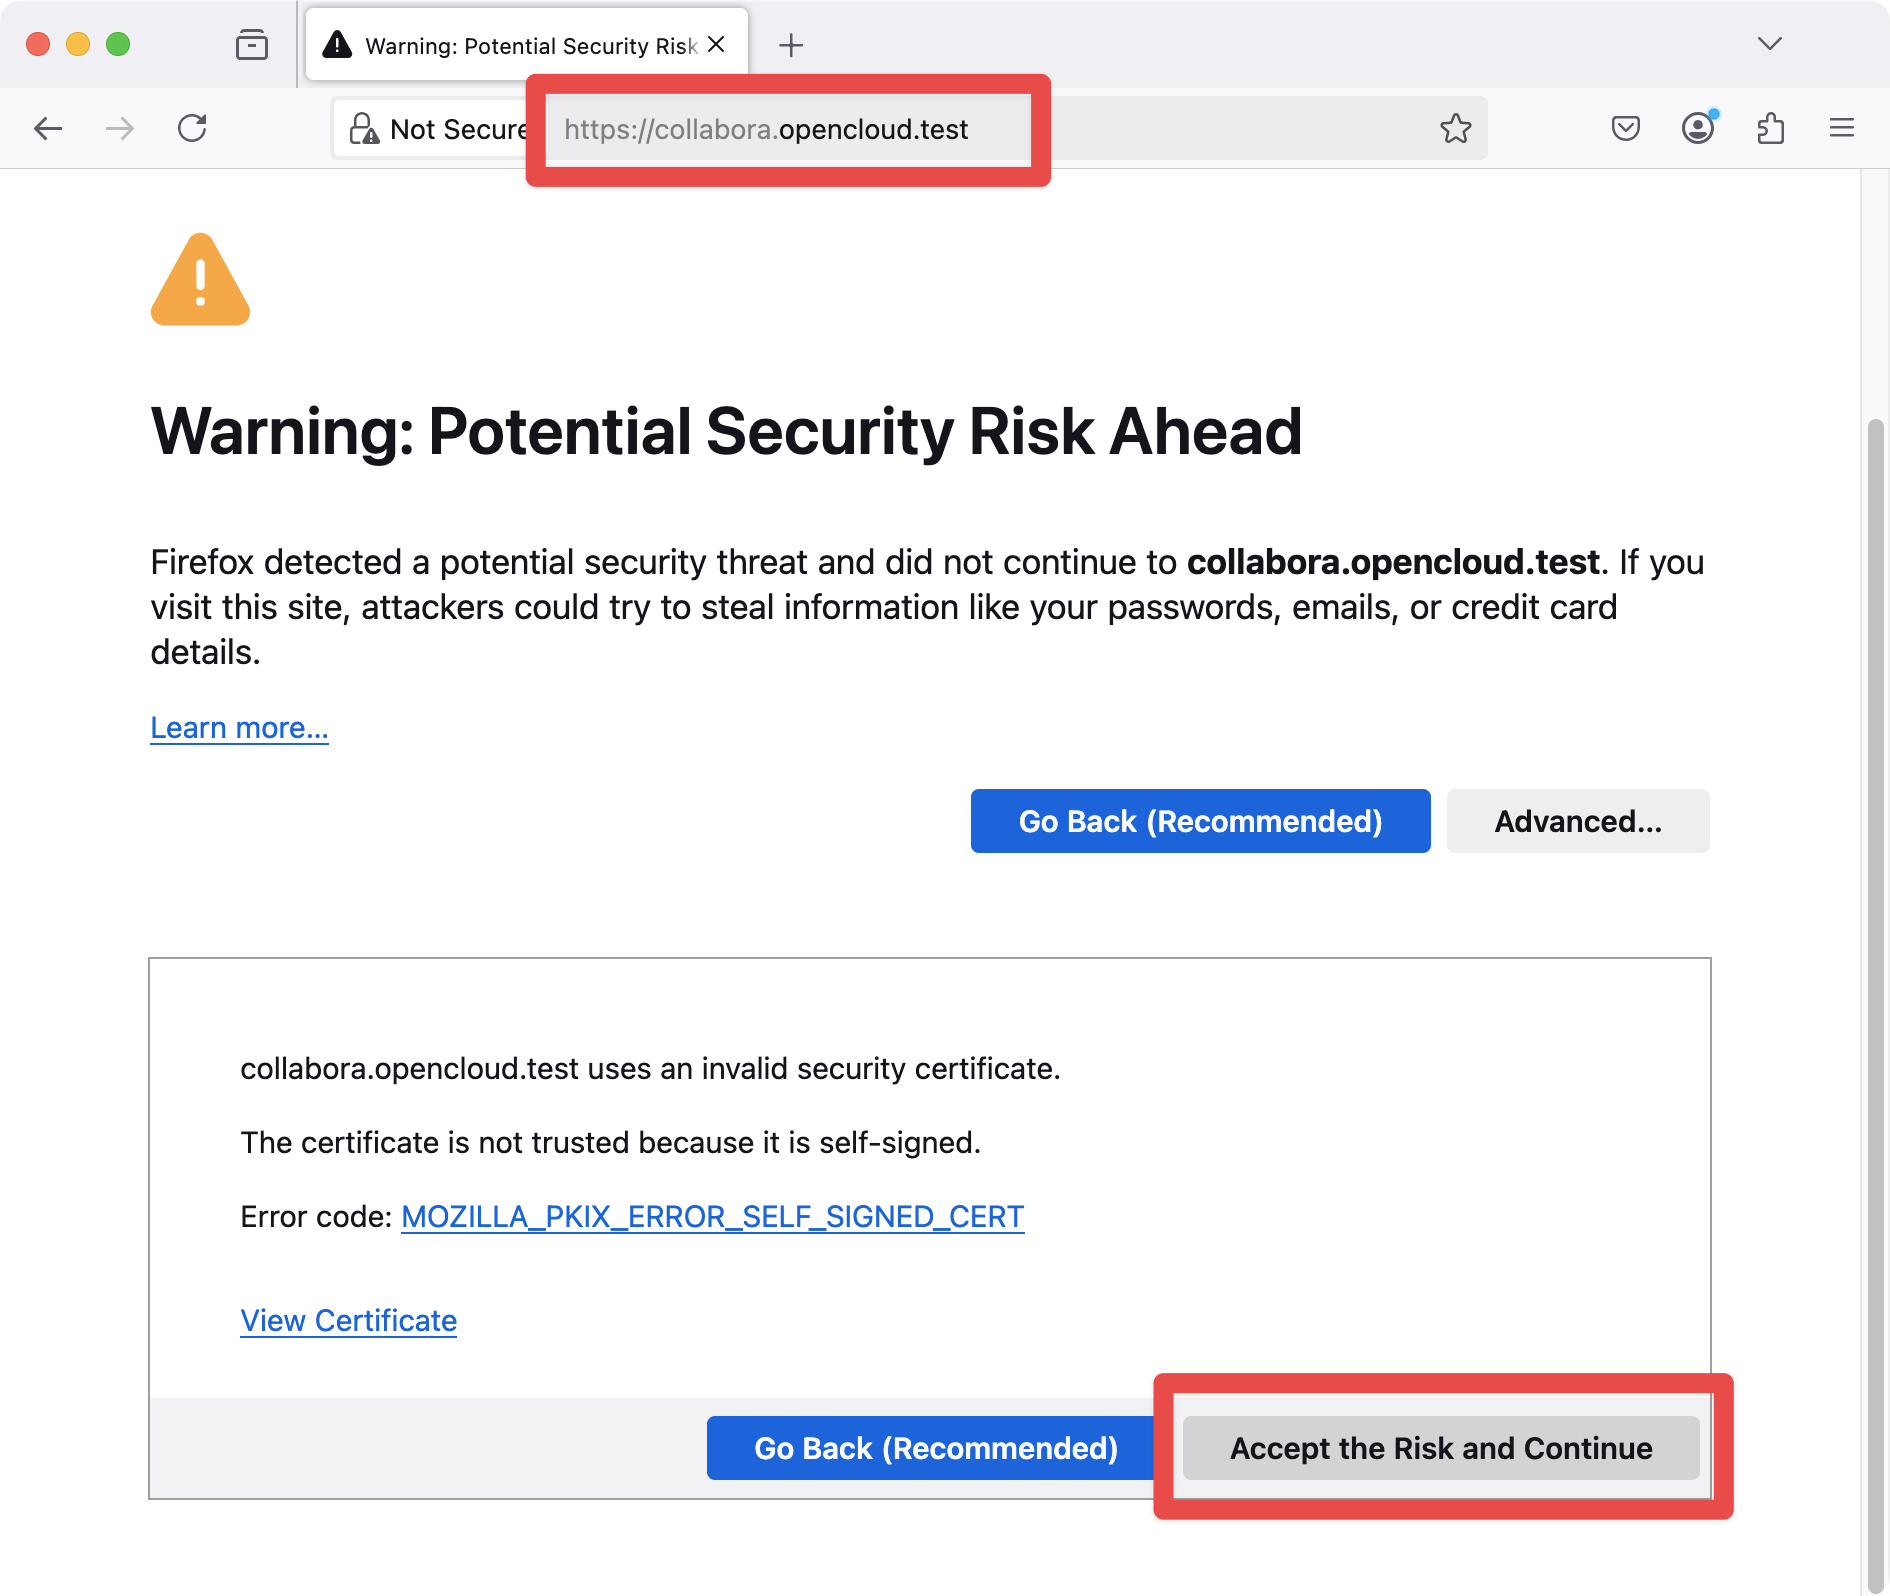 Warning: Potential Security Risk
Not Secure
https://collabora.opencloud.test
Warning: Potential Security Risk Ahead
Firefox detected a potential security threat and did not continue to collabora.opencloud.test. If you
visit this site, attackers could try to steal information like your passwords, emails, or credit card
details.
Learn more...
Go Back (Recommended)
Advanced...
collabora.opencloud.test uses an invalid security certificate.
The certificate is not trusted because it is self-signed.
Error code: MOZILLA_PKIX_ERROR_SELF_SIGNED_CERT
View Certificate
Go Back (Recommended)
Accept the Risk and Continue